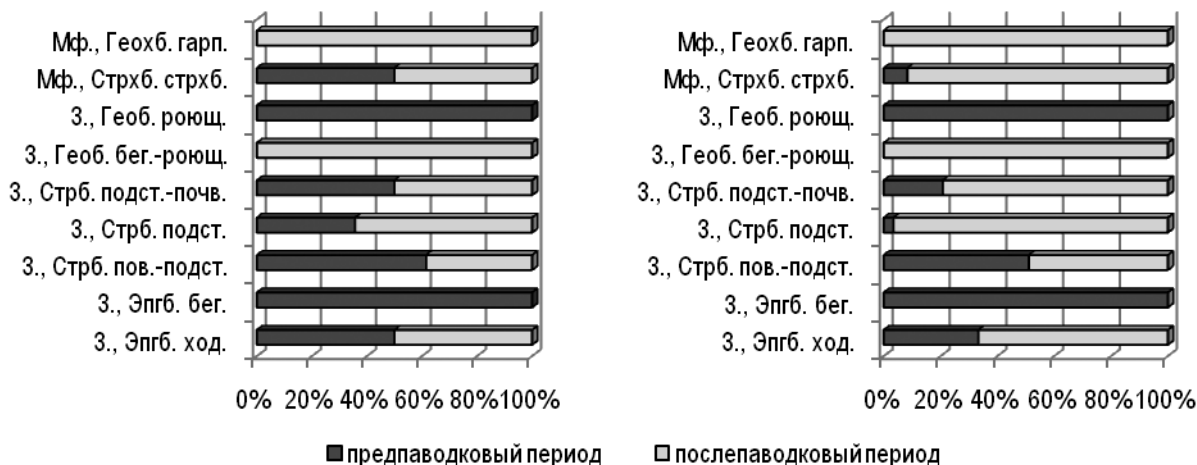 Мф., Геохб. гарп.
Мф., Стрхб. стрхб.
З., Геоб. роющ.
З., Геоб. бег.-роющ.
З., Стрб. подст.-почв.
З., Стрб. подст.
З., Стрб. пов.-подст.
З., Эпгб. бег.
З., Эпгб. ход.
0% 20% 40% 60% 80% 100%
Мф., Геохб. гарп.
Мф., Стрхб. стрхб.
З., Геоб. роющ.
З., Геоб. бег.-роющ.
З., Стрб. подст.-почв.
З., Стрб. подст.
З., Стрб. пов.-подст.
З., Эпгб. бег.
З., Эпгб. ход.
0% 20% 40% 60% 80% 100%
предпаводковый период послепаводковый период